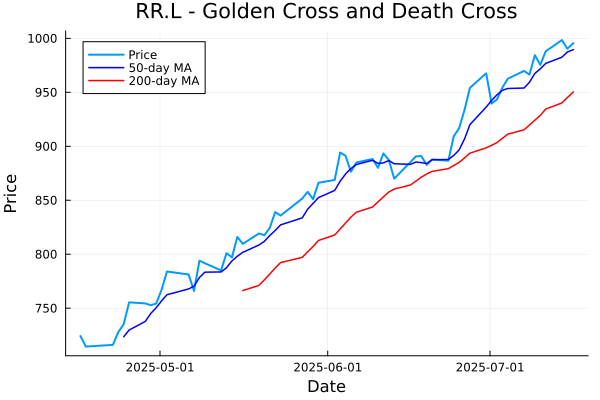 RR.L - Golden Cross and Death Cross
Price
50-day MA
200-day MA
1000
950
900
850
800
750
Price
2025-05-01
2025-06-01
2025-07-01
Date